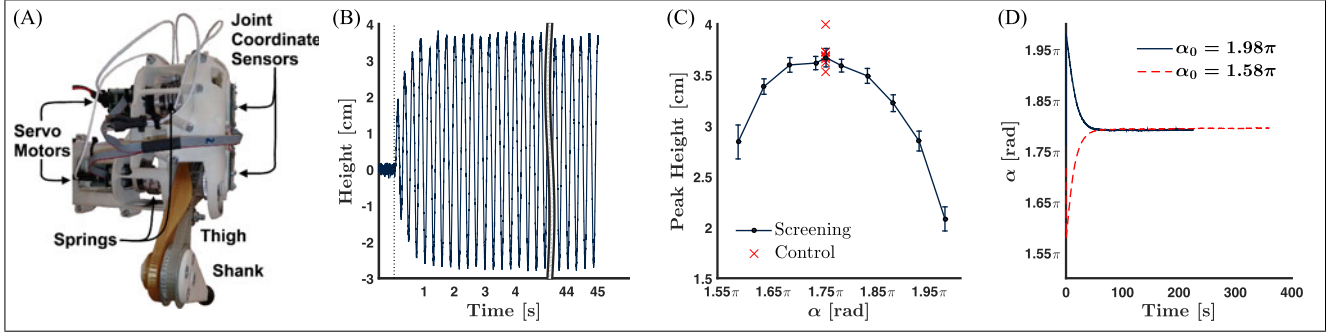 (A)
Joint
Coordinate
Sensors
Servo
Motors
Springs
Thigh
Shank
(B)
Height [cm]
4
3
2
1
0
-1
-2
-3
1 2 3 4 44 45
Time [s]
(C)
Peak Height [cm]
4
3.5
3
2.5
2
1.5
Screening
Control
1.55π 1.65π 1.75π 1.85π 1.95π
α [rad]
(D)
α [rad]
1.95π
1.85π
1.75π
1.65π
1.55π
α₀ = 1.98π
α₀ = 1.58π
0 100 200 300 400
Time [s]